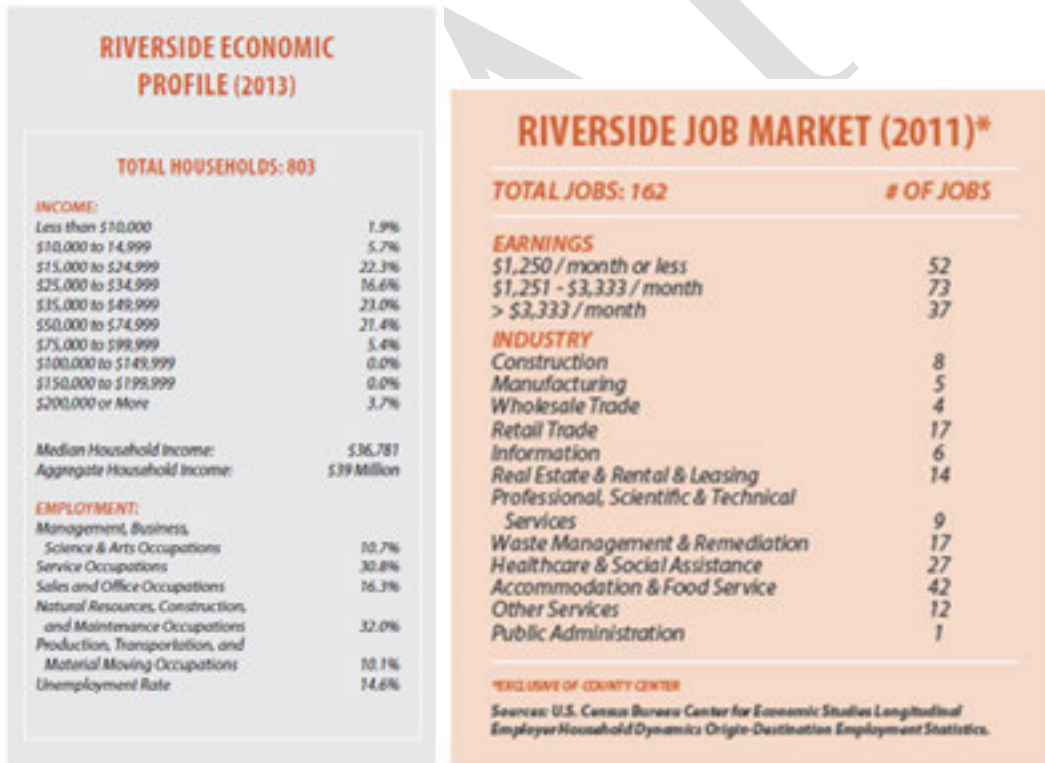 RIVERSIDE ECONOMIC
PROFILE (2013)
TOTAL HOUSEHOLDS: 803
INCOME:
Less than $10,000 1.9%
$10,000 to 14,999 5.7%
$15,000 to $24,999 22.3%
$25,000 to $34,999 16.6%
$35,000 to $49,999 23.0%
$50,000 to $74,999 21.4%
$75,000 to $99,999 5.4%
$100,000 to $149,999 0.0%
$150,000 to $199,999 0.0%
$200,000 or More 3.7%
Median Household Income: $36,781
Aggregate Household Income: $39 Million
EMPLOYMENT:
Management, Business,
Science & Arts Occupations 10.7%
Service Occupations 30.8%
Sales and Office Occupations 16.3%
Natural Resources, Construction,
and Maintenance Occupations 32.0%
Production, Transportation, and
Material Moving Occupations 10.1%
Unemployment Rate 14.6%
RIVERSIDE JOB MARKET (2011)*
TOTAL JOBS: 162 # OF JOBS
EARNINGS
$1,250 / month or less 52
$1,251 - $3,333 / month 73
> $3,333 / month 37
INDUSTRY
Construction 8
Manufacturing 5
Wholesale Trade 4
Retail Trade 17
Information 6
Real Estate & Rental & Leasing 14
Professional, Scientific & Technical
Services 9
Waste Management & Remediation 17
Healthcare & Social Assistance 27
Accommodation & Food Service 42
Other Services 12
Public Administration 1
*EXCLUSIVE OF COUNTY CENTER
Sources: U.S. Census Bureau Center for Economic Studies Longitudinal
Employer Household Dynamics Origin-Destination Employment Statistics.